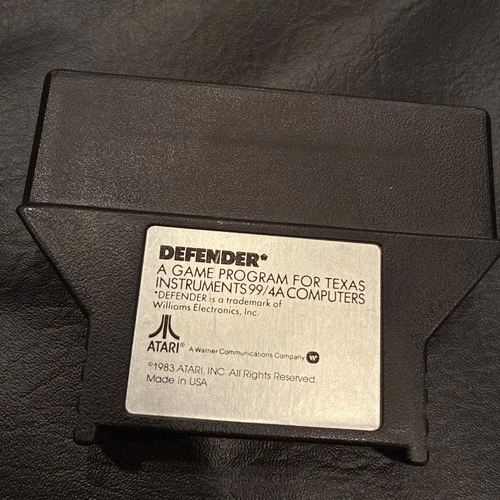 DEFENDER*
A GAME PROGRAM FOR TEXAS
INSTRUMENTS 99/4A COMPUTERS
*DEFENDER is a trademark of
Williams Electronics, Inc.
ATARI® A Warner Communications Company
©1983 ATARI, INC. All Rights Reserved.
Made in USA